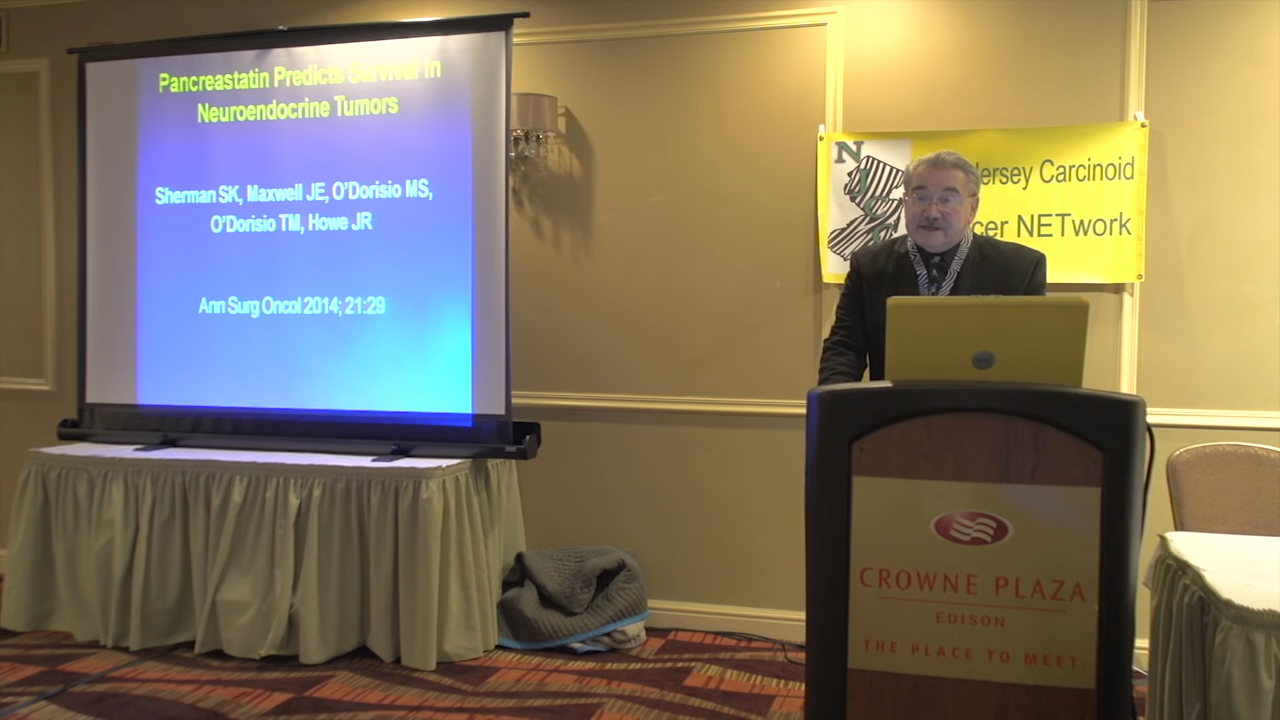 Pancreastatin Predicts Survival in
Neuroendocrine Tumors
Sherman SK, Maxwell JE, O'Dorisio MS,
O'Dorisio TM, Howe JR
Ann Surg Oncol 2014; 21:29
N
J
C
C
Jersey Carcinoid
cer NETwork
CROWNE PLAZA
EDISON
THE PLACE TO MEET.